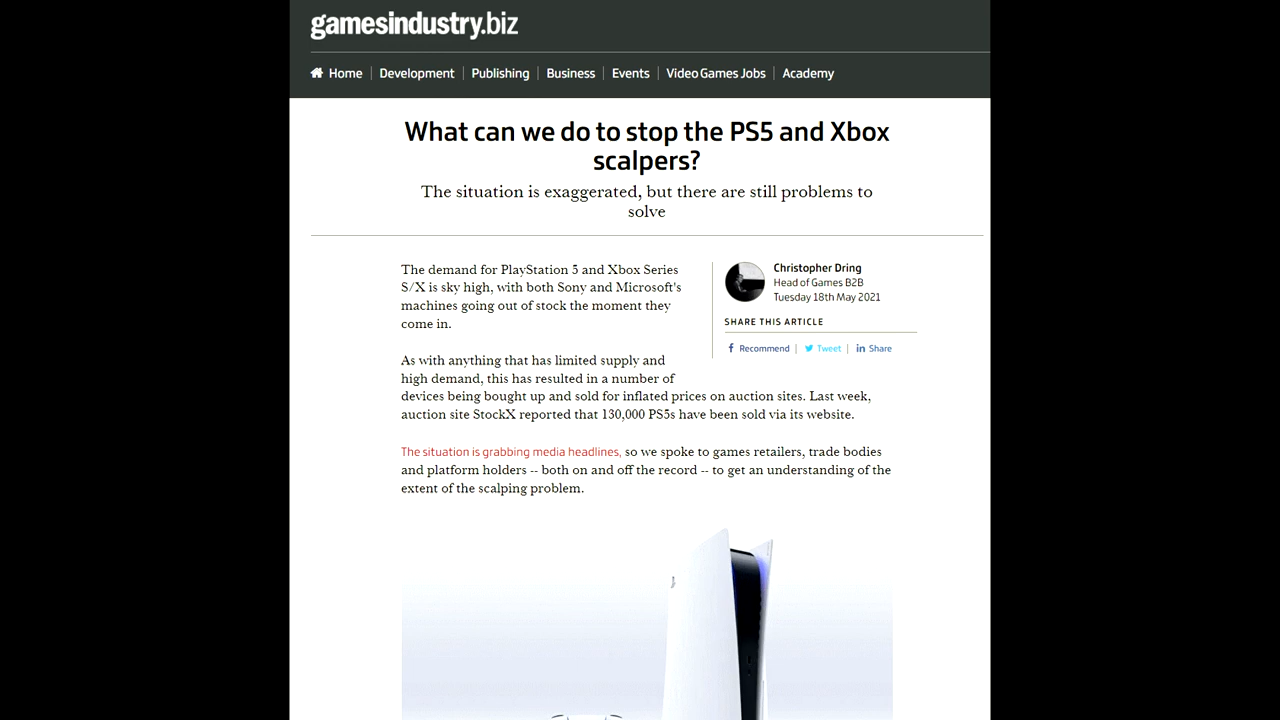 gamesindustry.biz
Home Development Publishing Business Events Video Games Jobs Academy
What can we do to stop the PS5 and Xbox
scalpers?
The situation is exaggerated, but there are still problems to
solve
The demand for PlayStation 5 and Xbox Series
S/X is sky high, with both Sony and Microsoft's
machines going out of stock the moment they
come in.
Christopher Dring
Head of Games B2B
Tuesday 18th May 2021
SHARE THIS ARTICLE
Recommend Tweet Share
As with anything that has limited supply and
high demand, this has resulted in a number of
devices being bought up and sold for inflated prices on auction sites. Last week,
auction site StockX reported that 130,000 PS5s have been sold via its website.
The situation is grabbing media headlines, so we spoke to games retailers, trade bodies
and platform holders -- both on and off the record -- to get an understanding of the
extent of the scalping problem.